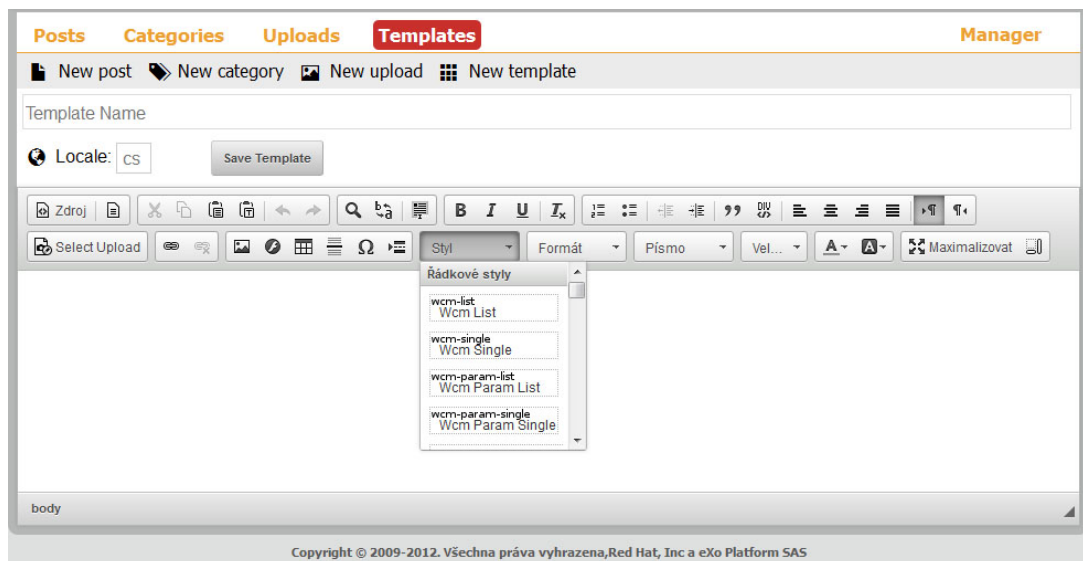 Posts Categories Uploads Templates Manager
New post New category New upload New template
Template Name
Locale: cs Save Template
Zdroj
Select Upload Styl Formát Písmo Vel... Maximalizovat
Řádkové styly
wcm-list
Wcm List
wcm-single
Wcm Single
wcm-param-list
Wcm Param List
wcm-param-single
Wcm Param Single
body
Copyright © 2009-2012. Všechna práva vyhrazena,Red Hat, Inc a eXo Platform SAS